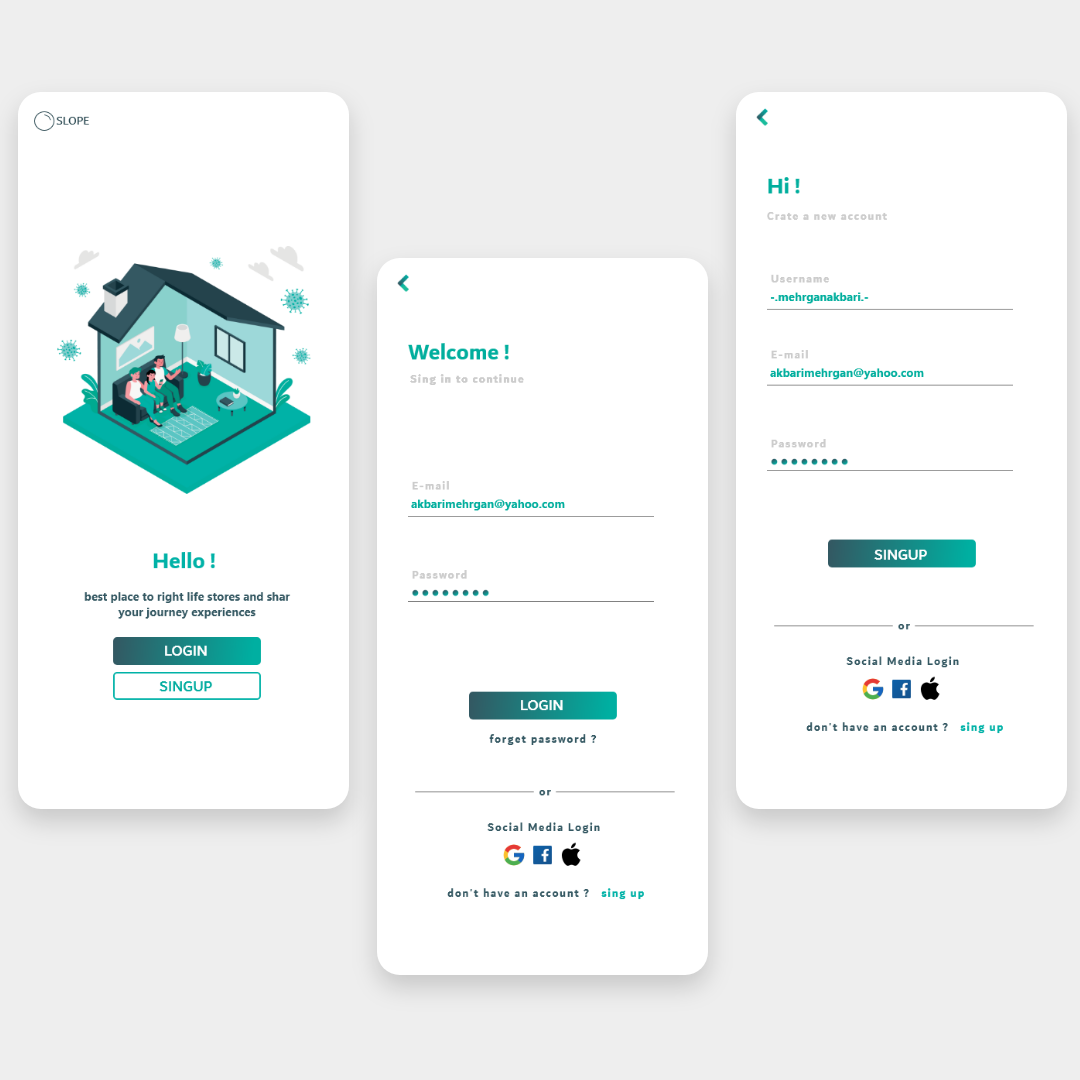 SLOPE
Hello !
best place to right life stores and shar
your journey experiences
LOGIN
SINGUP
Welcome !
Sing in to continue
E-mail
akbarimehrgan@yahoo.com
Password
LOGIN
forget password ?
or
Social Media Login
don't have an account ? sing up
Hi !
Crate a new account
Username
-.mehrganakbari.-
E-mail
akbarimehrgan@yahoo.com
Password
SINGUP
or
Social Media Login
don't have an account ? sing up